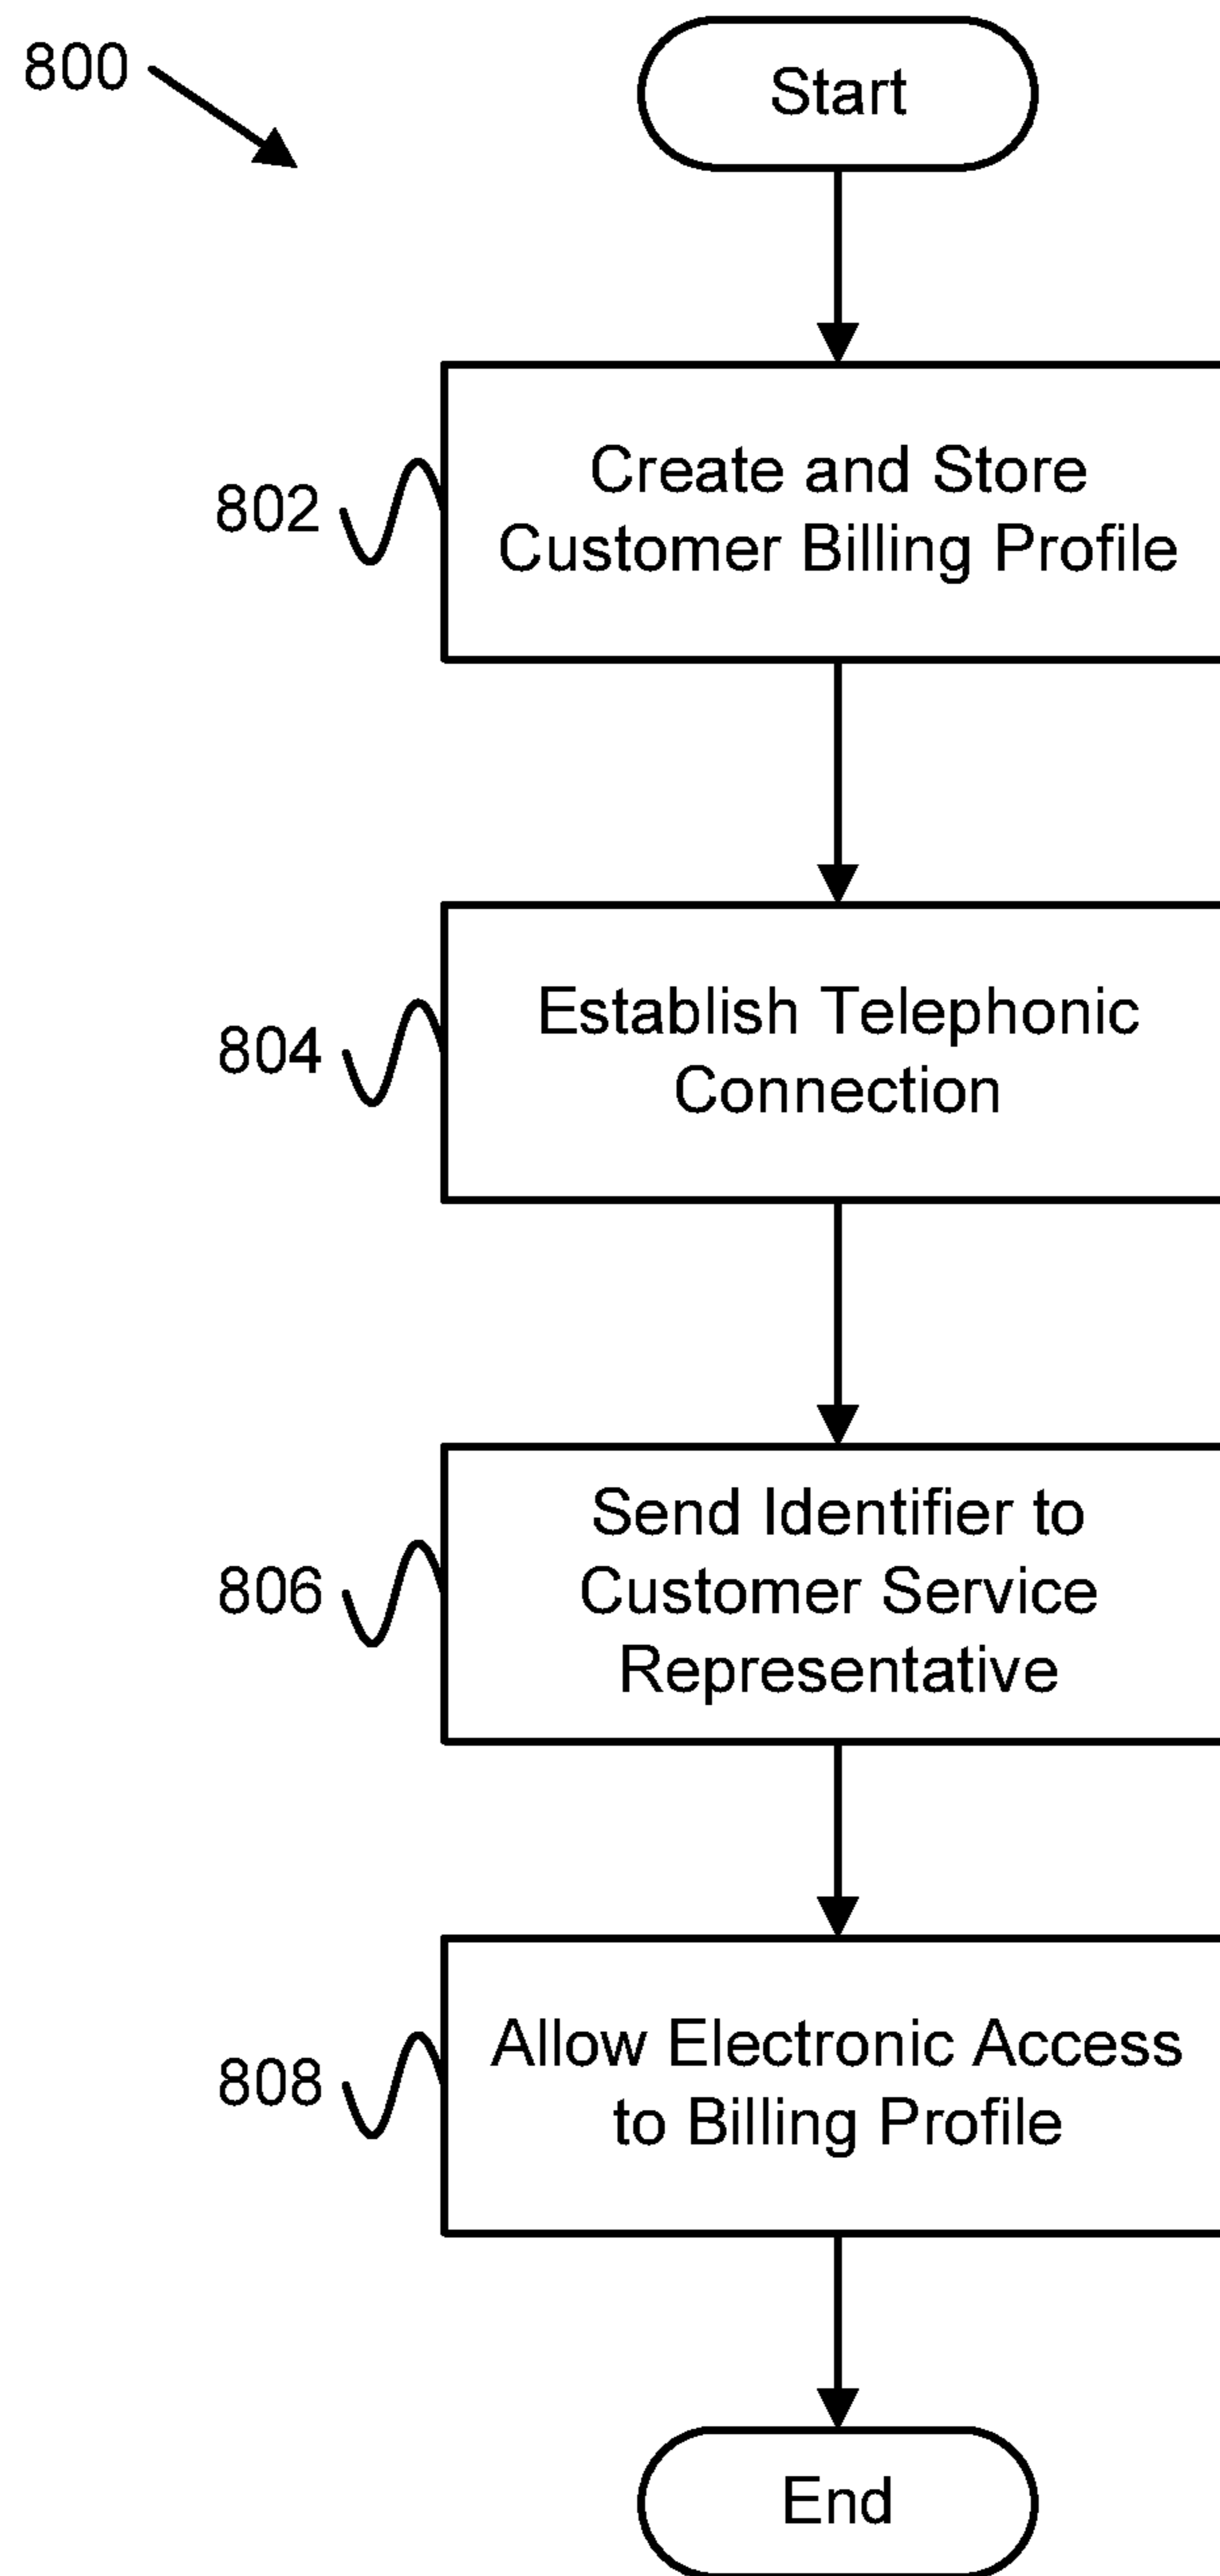 800
Start
802
Create and Store
Customer Billing Profile
804
Establish Telephonic
Connection
806
Send Identifier to
Customer Service
Representative
808
Allow Electronic Access
to Billing Profile
End